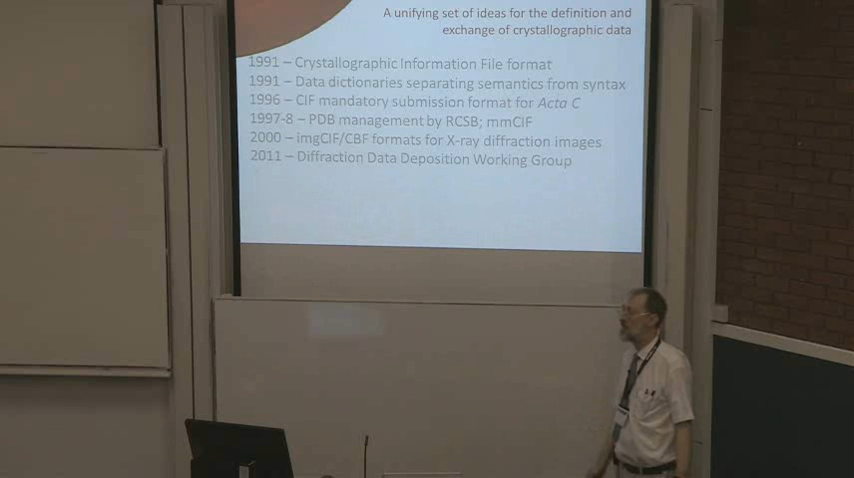 A unifying set of ideas for the definition and
exchange of crystallographic data
1991 – Crystallographic Information File format
1991 – Data dictionaries separating semantics from syntax
1996 – CIF mandatory submission format for Acta C
1997-8 – PDB management by RCSB; mmCIF
2000 – imgCIF/CBF formats for X-ray diffraction images
2011 – Diffraction Data Deposition Working Group